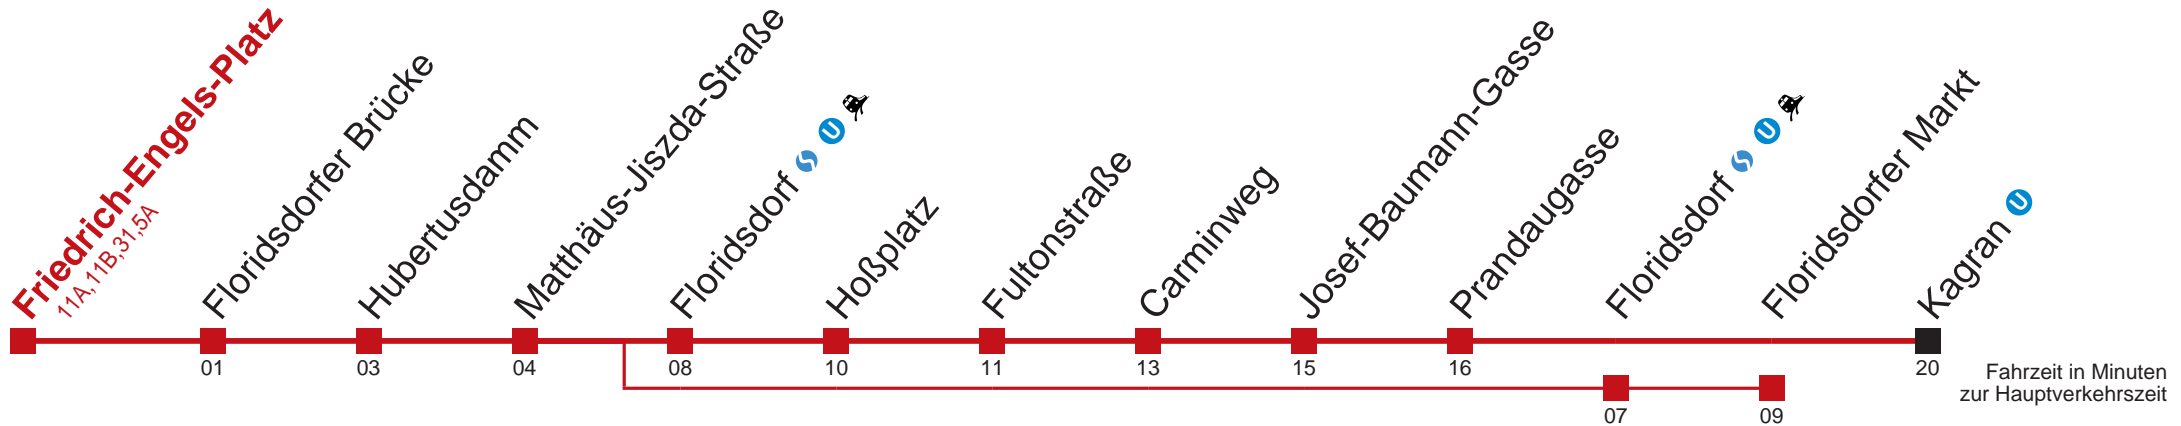 Friedrich-Engels-Platz
11A,11B,31,5A
Floridsdorfer Brücke
Hubertusdamm
Matthäus-Jiszda-Straße
Floridsdorf S U
Hoßplatz
Fultonstraße
Carminweg
Josef-Baumann-Gasse
Prandaugasse
Floridsdorf S U
Floridsdorfer Markt
Kagran U
01 03 04 08 10 11 13 15 16 20
07 09
Fahrzeit in Minuten
zur Hauptverkehrszeit